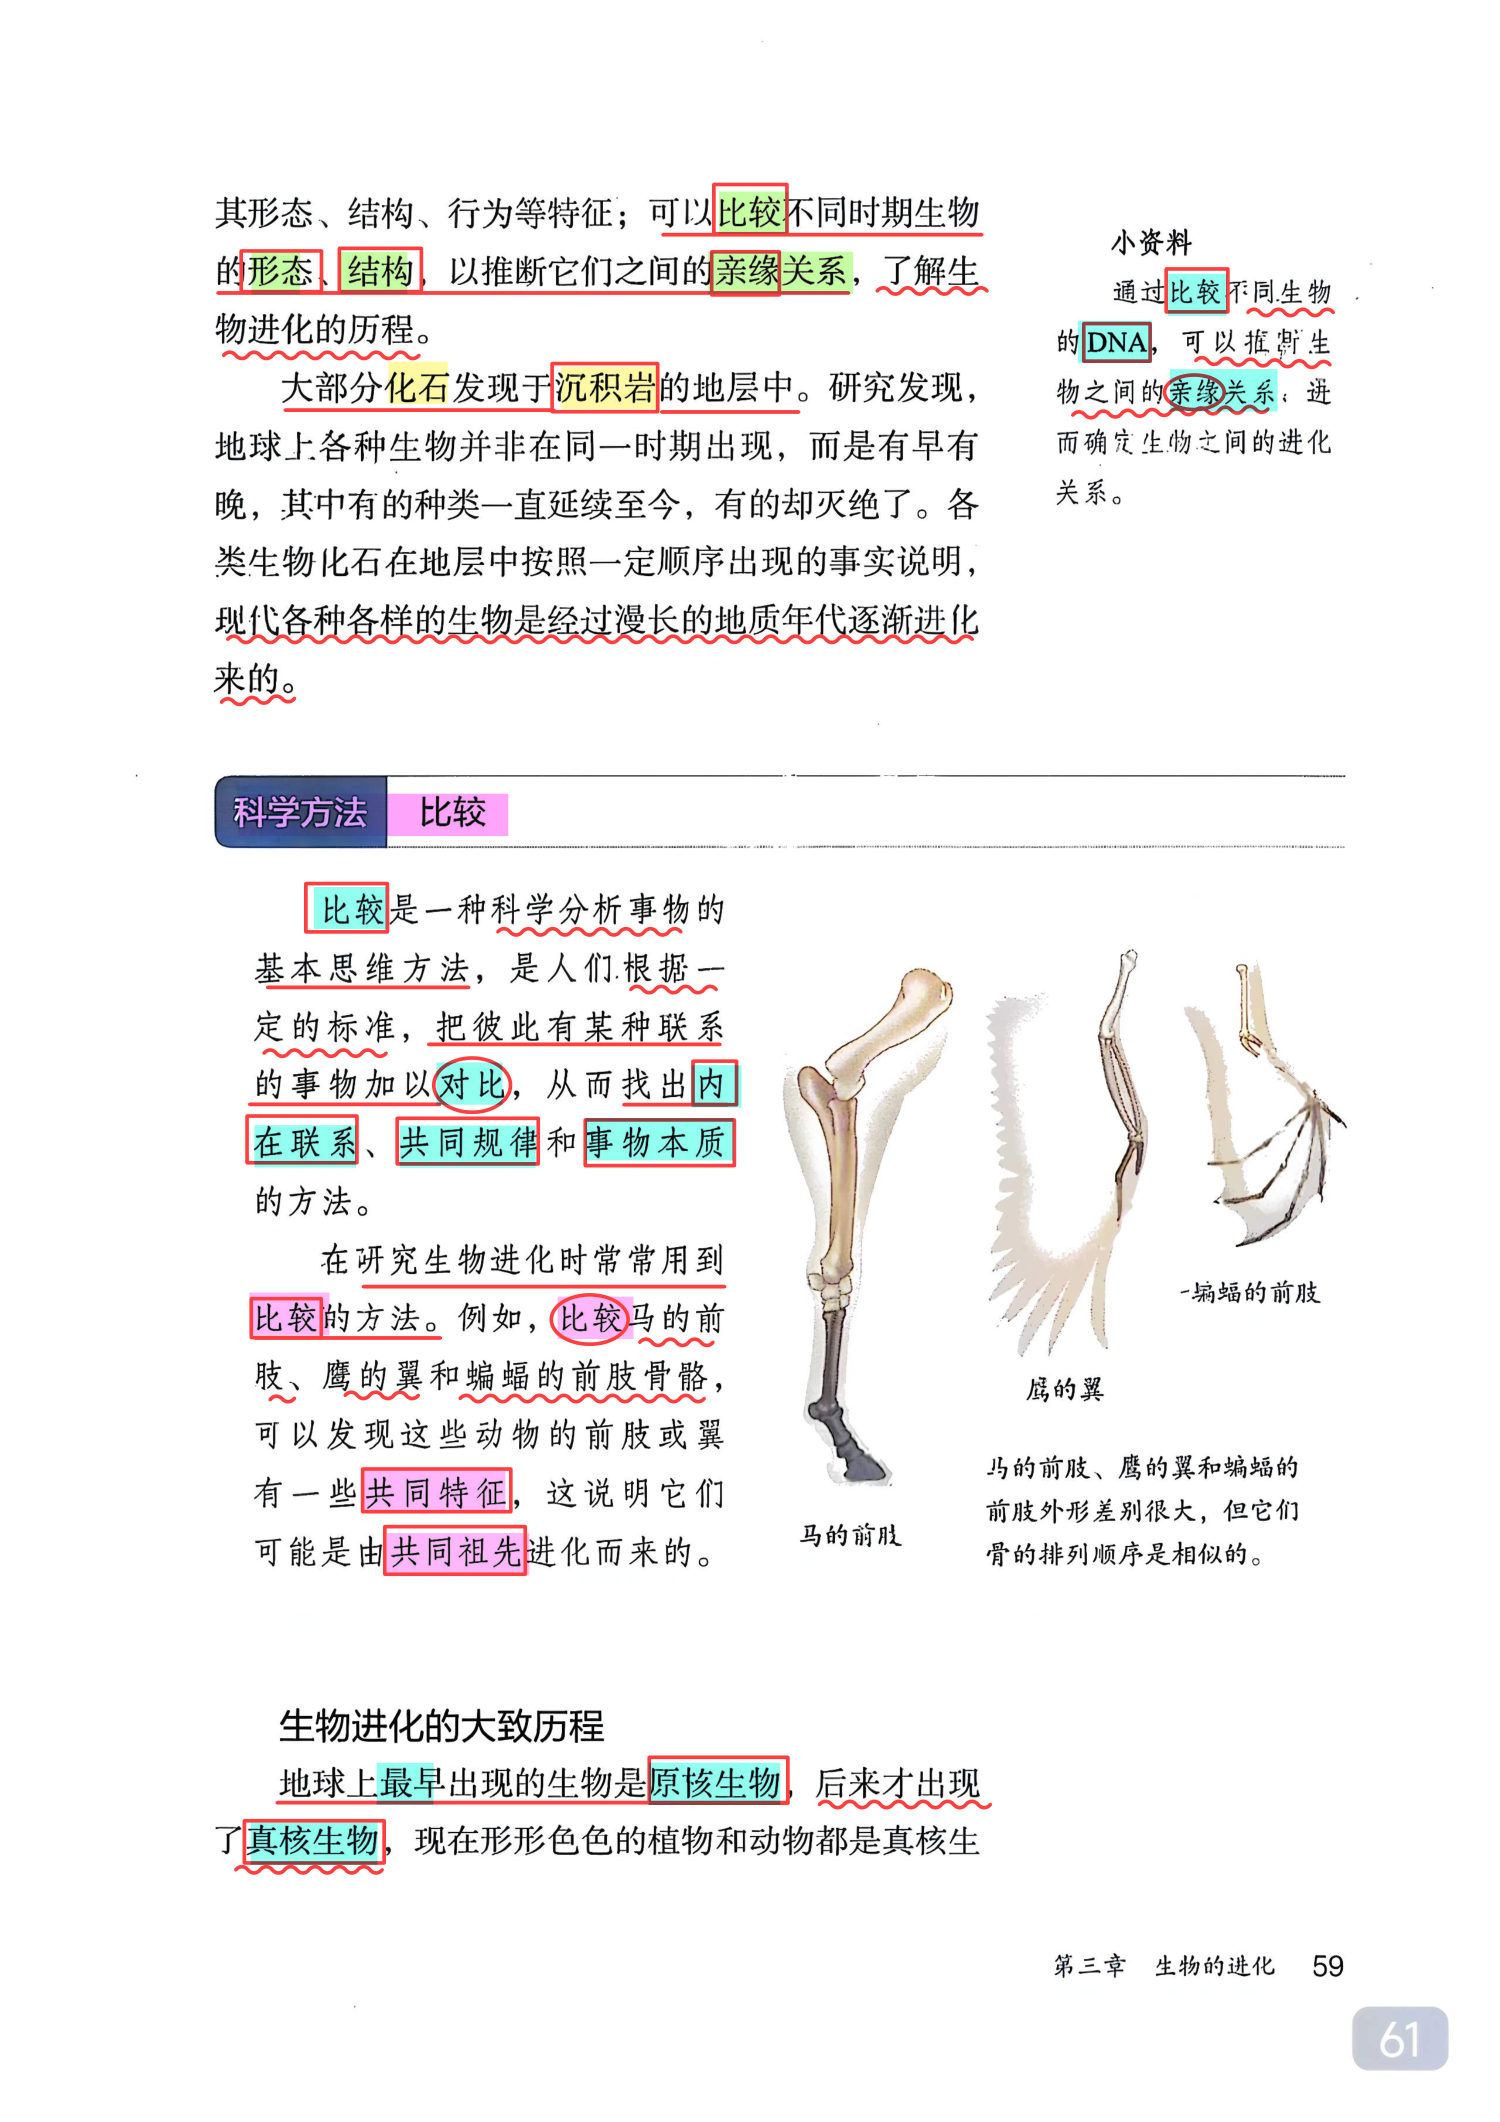 其形态、结构、行为等特征；可以比较不同时期生物
的形态、结构，以推断它们之间的亲缘关系，了解生
物进化的历程。
大部分化石发现于沉积岩的地层中。研究发现，
地球上各种生物并非在同一时期出现，而是有早有
晚，其中有的种类一直延续至今，有的却灭绝了。各
类生物化石在地层中按照一定顺序出现的事实说明，
现代各种各样的生物是经过漫长的地质年代逐渐进化
来的。
小资料
通过比较不同生物
的DNA，可以推断生
物之间的亲缘关系，进
而确定生物之间的进化
关系。
科学方法 比较
比较是一种科学分析事物的
基本思维方法，是人们根据一
定的标准，把彼此有某种联系
的事物加以对比，从而找出内
在联系、共同规律和事物本质
的方法。
在研究生物进化时常常用到
比较的方法。例如，比较马的前
肢、鹰的翼和蝙蝠的前肢骨骼，
可以发现这些动物的前肢或翼
有一些共同特征，这说明它们
可能是由共同祖先进化而来的。
马的前肢
鹰的翼
蝙蝠的前肢
马的前肢、鹰的翼和蝙蝠的
前肢外形差别很大，但它们
骨的排列顺序是相似的。
生物进化的大致历程
地球上最早出现的生物是原核生物，后来才出现
了真核生物，现在形形色色的植物和动物都是真核生
第三章 生物的进化 59
61